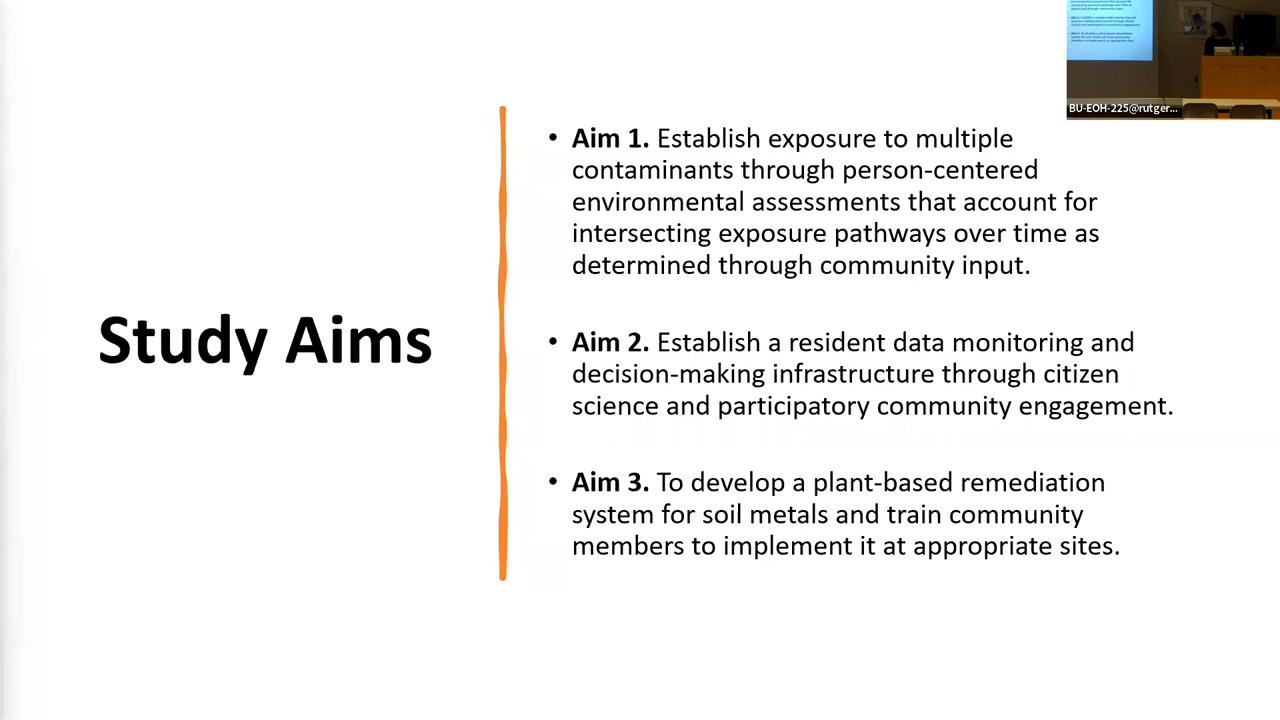 BU-EOH-225@rutger...
Study Aims
• Aim 1. Establish exposure to multiple
contaminants through person-centered
environmental assessments that account for
intersecting exposure pathways over time as
determined through community input.
• Aim 2. Establish a resident data monitoring and
decision-making infrastructure through citizen
science and participatory community engagement.
• Aim 3. To develop a plant-based remediation
system for soil metals and train community
members to implement it at appropriate sites.